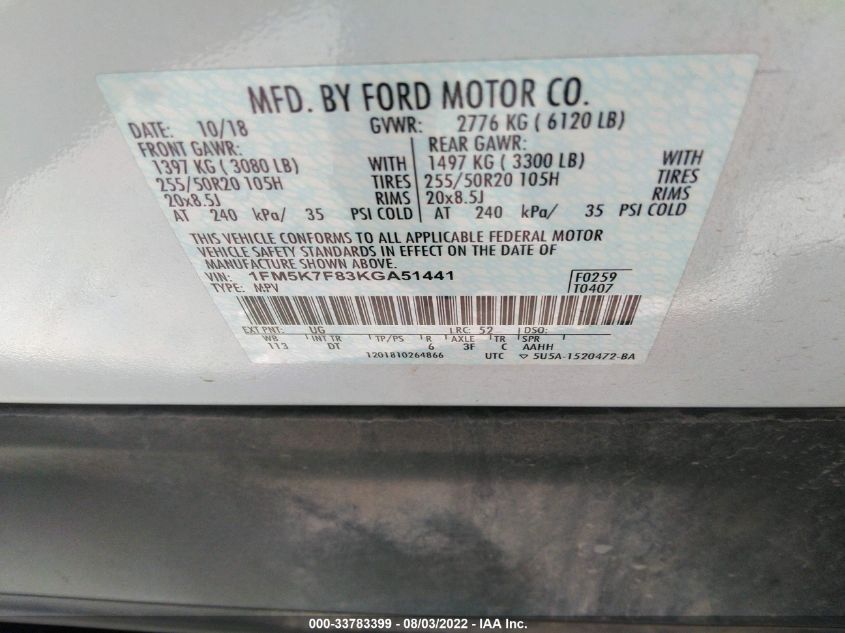 MFD. BY FORD MOTOR CO.
DATE: 10/18 GVWR: 2776 KG ( 6120 LB)
FRONT GAWR: REAR GAWR:
1397 KG ( 3080 LB) WITH 1497 KG ( 3300 LB) WITH
255/50R20 105H TIRES 255/50R20 105H TIRES
20x8.5J RIMS 20x8.5J RIMS
AT 240 kPa/ 35 PSI COLD AT 240 kPa/ 35 PSI COLD
THIS VEHICLE CONFORMS TO ALL APPLICABLE FEDERAL MOTOR
VEHICLE SAFETY STANDARDS IN EFFECT ON THE DATE OF
MANUFACTURE SHOWN ABOVE.
VIN: 1FM5K7F83KGA51441 F0259
TYPE: MPV T0407
EXT PNT: UG RC: 52 DSO:
WB INT TR TP/PS R AXLE TR SPR
113 DT 6 3F C AAHH
1201810264866 UTC ▽ 5U5A-1520472-BA
000-33783399 - 08/03/2022 - IAA Inc.